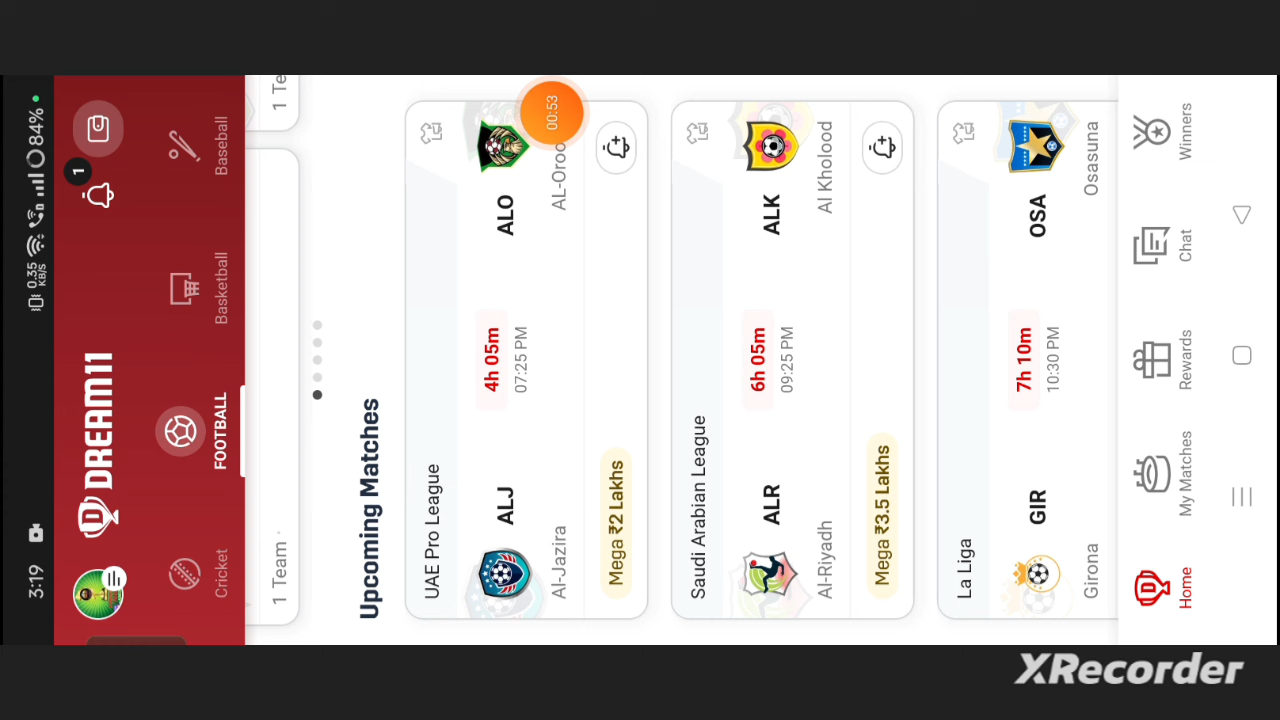 3:19
0.35 KB/S
84%
DREAM11
1
Cricket
FOOTBALL
Basketball
Baseball
1 Team
1 Te
Upcoming Matches
UAE Pro League
ALJ
4h 05m
ALO
Al-Jazira
07:25 PM
AL-Oroo
Mega ₹2 Lakhs
00:53
Saudi Arabian League
ALR
6h 05m
ALK
Al-Riyadh
09:25 PM
Al Kholood
Mega ₹3.5 Lakhs
La Liga
GIR
7h 10m
OSA
Girona
10:30 PM
Osasuna
Home
My Matches
Rewards
Chat
Winners
XRecorder